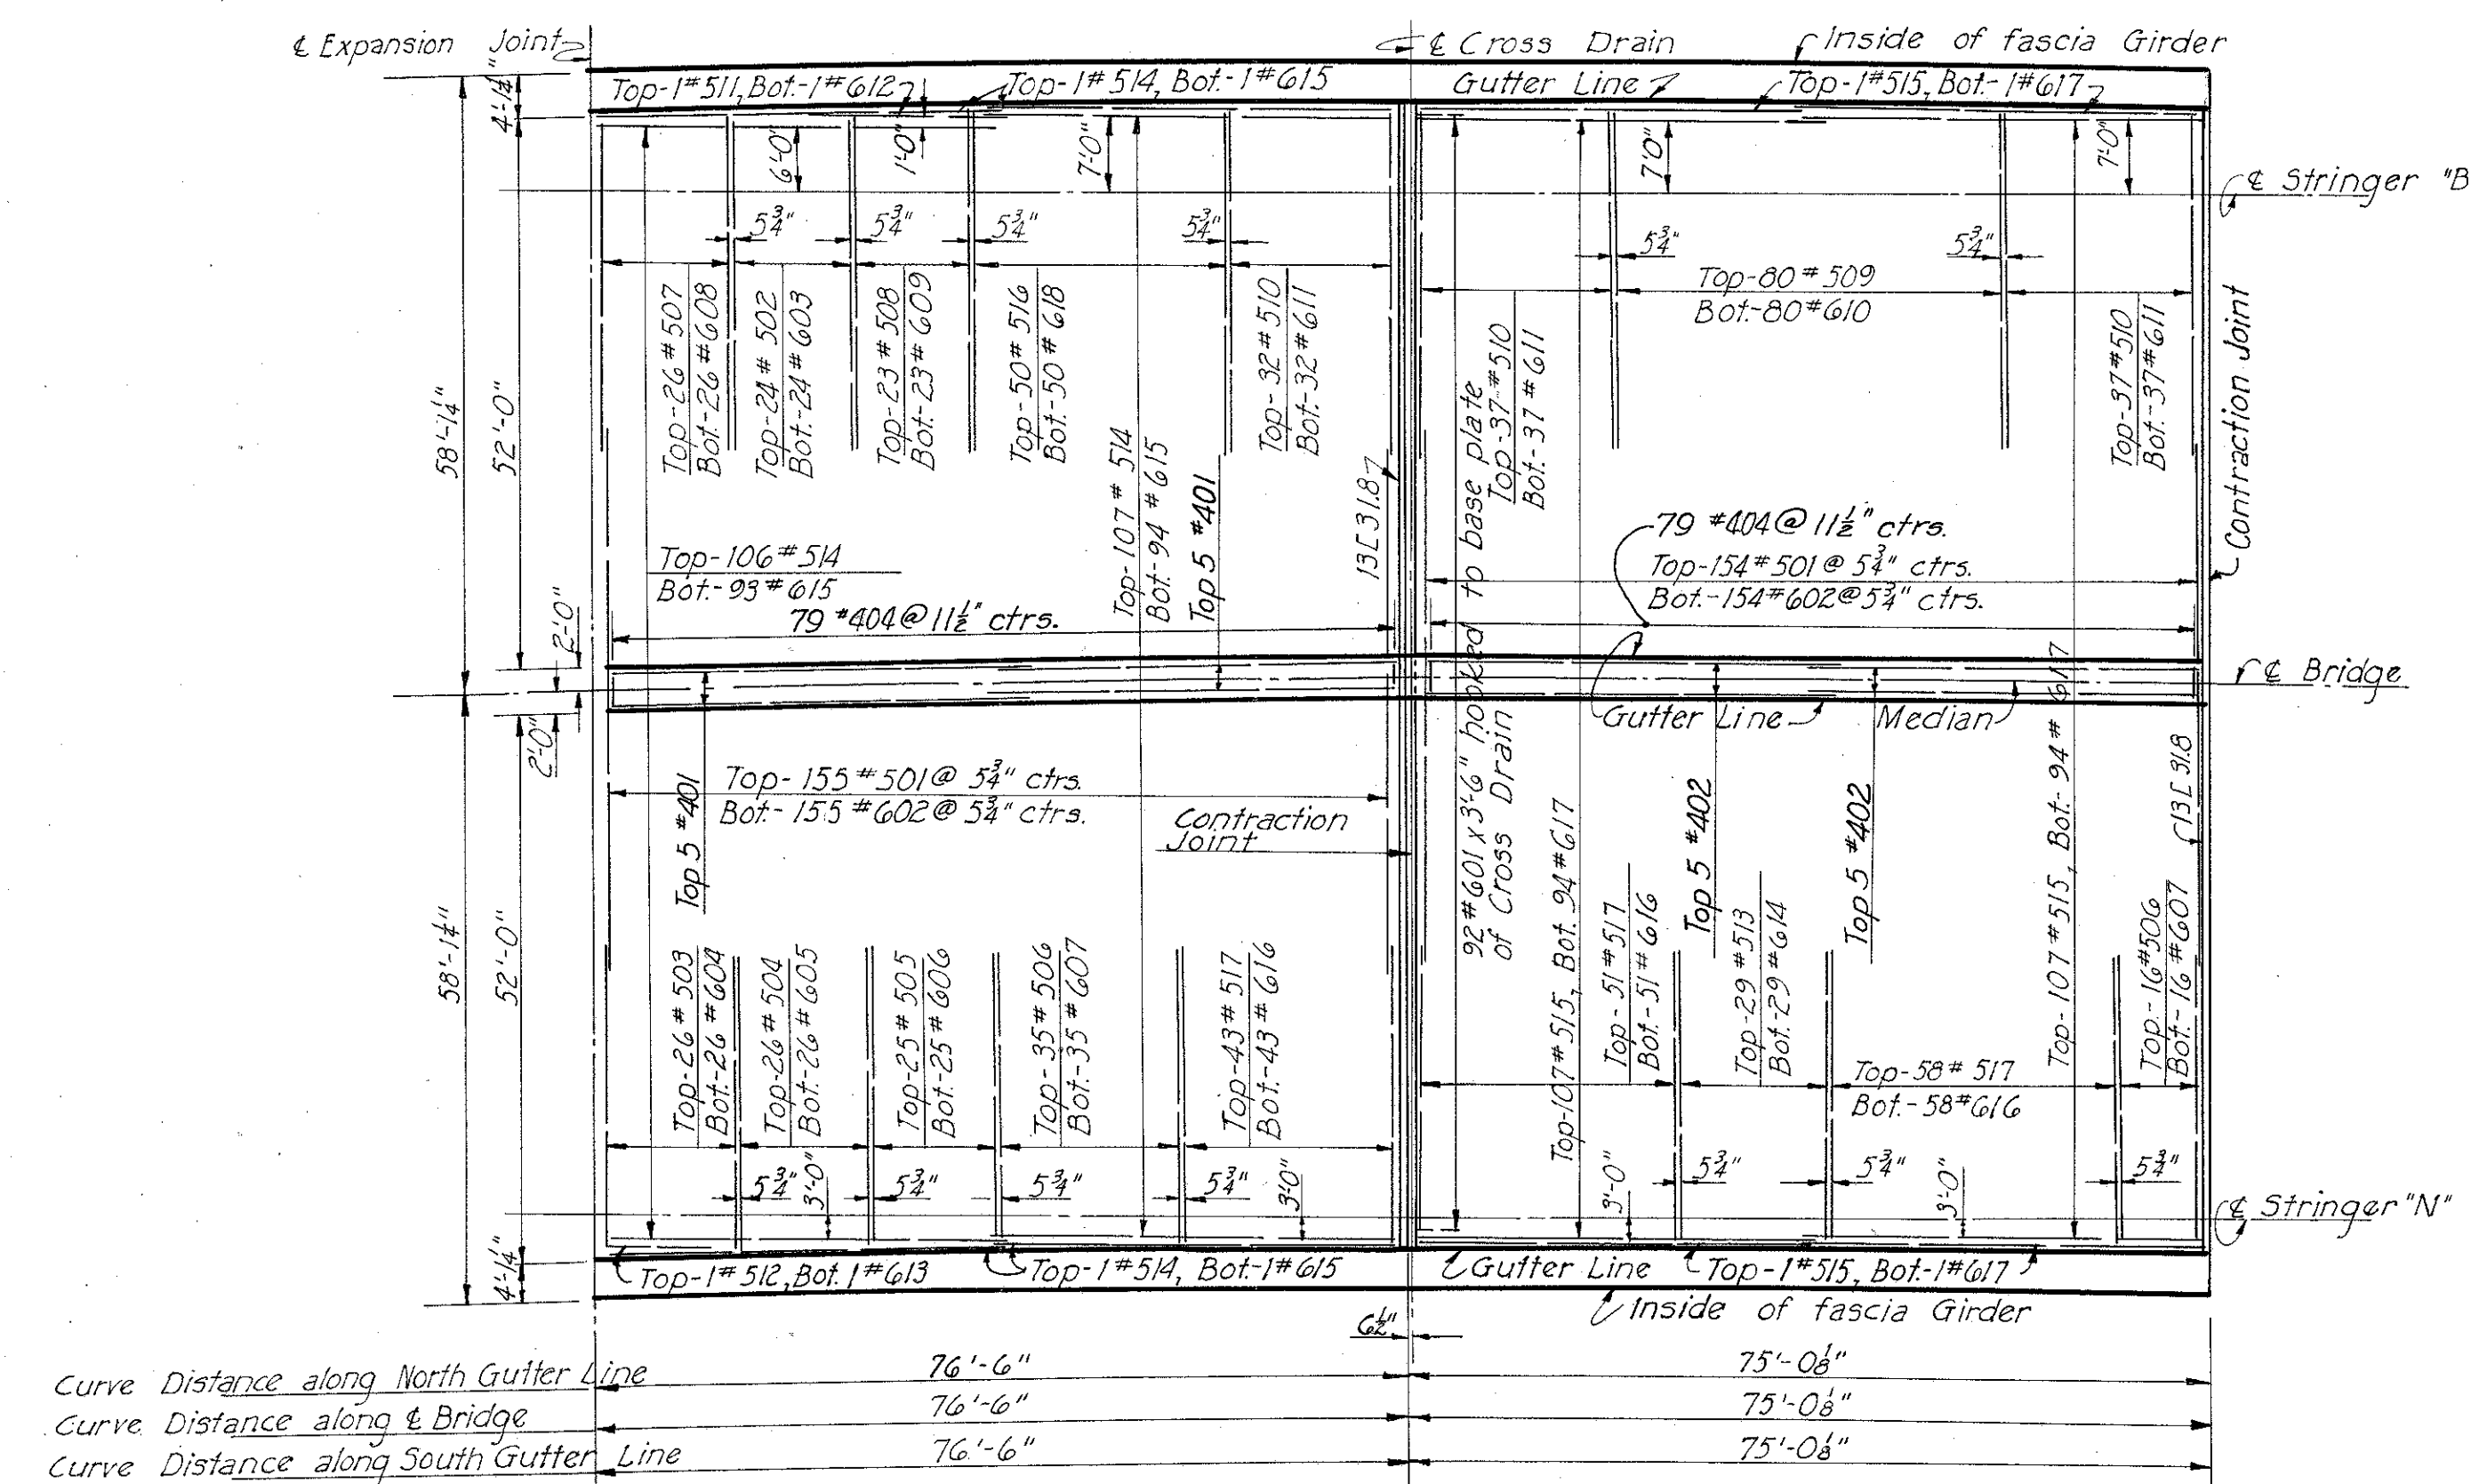 ℄ Expansion Joint
℄ Cross Drain
Inside of fascia Girder
Top-1#511, Bot.-1#612
Top-1#514, Bot.-1#615
Gutter Line
Top-1#515, Bot.-1#617
4'-1¼"
6'-0"
1'-0"
7'-0"
7'0"
7'-0"
℄ Stringer "B
5¾"
5¾"
5¾"
5¾"
5¾"
5¾"
Top-80#509
Bot.-80#610
Top-26#507
Bot.-26#608
Top-24#502
Bot.-24#603
Top-23#508
Bot.-23#609
Top-50#516
Bot.-50#618
Top-32#510
Bot.-32#611
Top-37#510
Bot.-37#611
Top-37#510
Bot.-37#611
Contraction Joint
58'-1¼"
52'-0"
Top-107#514
Bot.-94#615
Top 5 #401
13[31.8
Top-106#514
Bot.-93#615
79 #404@11½" ctrs.
79 #404@11½" ctrs.
Top-154#501@5¾" ctrs.
Bot.-154#602@5¾" ctrs.
2'-0"
2'-0"
℄ Bridge
Gutter Line
Median
92#601x3'-6" hooked to base plate
of Cross Drain
Top-155#501@5¾" ctrs.
Bot.-155#602@5¾" ctrs.
Contraction
Joint
Top 5 #401
Top 5 #402
Top 5 #402
13[31.8
58'-1¼"
52'-0"
Top-26#503
Bot.-26#604
Top-26#504
Bot.-26#605
Top-25#505
Bot.-25#606
Top-35#506
Bot.-35#607
Top-43#517
Bot.-43#616
Top-107#515, Bot. 94#617
Top-51#517
Bot.-51#616
Top-29#513
Bot.-29#614
Top-58#517
Bot.-58#616
Top-107#515, Bot.-94#617
Top.-16#506
Bot.-16#607
5¾"
3'-0"
5¾"
5¾"
5¾"
3'-0"
3'-0"
5¾"
5¾"
3'-0"
5¾"
℄ Stringer "N"
4'-1¼"
Top-1#512, Bot. 1#613
Top-1#514, Bot.-1#615
Gutter Line
Top-1#515, Bot.-1#617
Inside of fascia Girder
6½"
Curve Distance along North Gutter Line 76'-6" 75'-0⅛"
Curve Distance along ℄ Bridge 76'-6" 75'-0⅛"
Curve Distance along South Gutter Line 76'-6" 75'-0⅛"